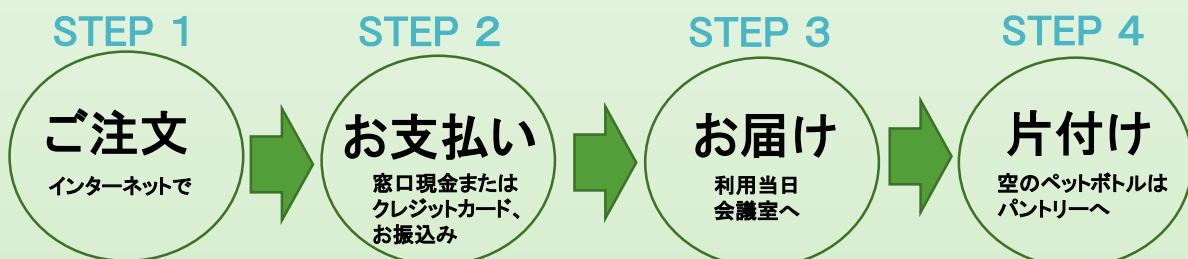 STEP 1
ご注文
インターネットで
STEP 2
お支払い
窓口現金または
クレジットカード、
お振込み
STEP 3
お届け
利用当日
会議室へ
STEP 4
片付け
空のペットボトルは
パントリーへ